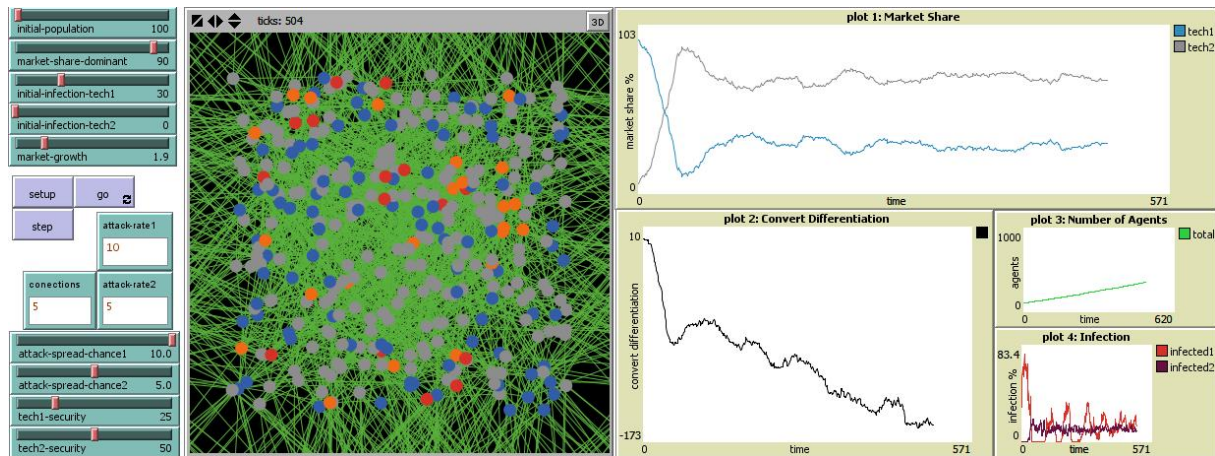 initial-population 100
market-share-dominant 90
initial-infection-tech1 30
initial-infection-tech2 0
market-growth 1.9
setup
go
step
attack-rate1
10
conections
5
attack-rate2
5
attack-spread-chance1 10.0
attack-spread-chance2 5.0
tech1-security 25
tech2-security 50
ticks: 504
3D
plot 1: Market Share
103
market share %
0
0
time
571
tech1
tech2
plot 2: Convert Differentiation
10
convert differentiation
-173
0
time
571
plot 3: Number of Agents
1000
agents
0
0
time
620
total
plot 4: Infection
83.4
infection %
0
0
time
571
infected1
infected2